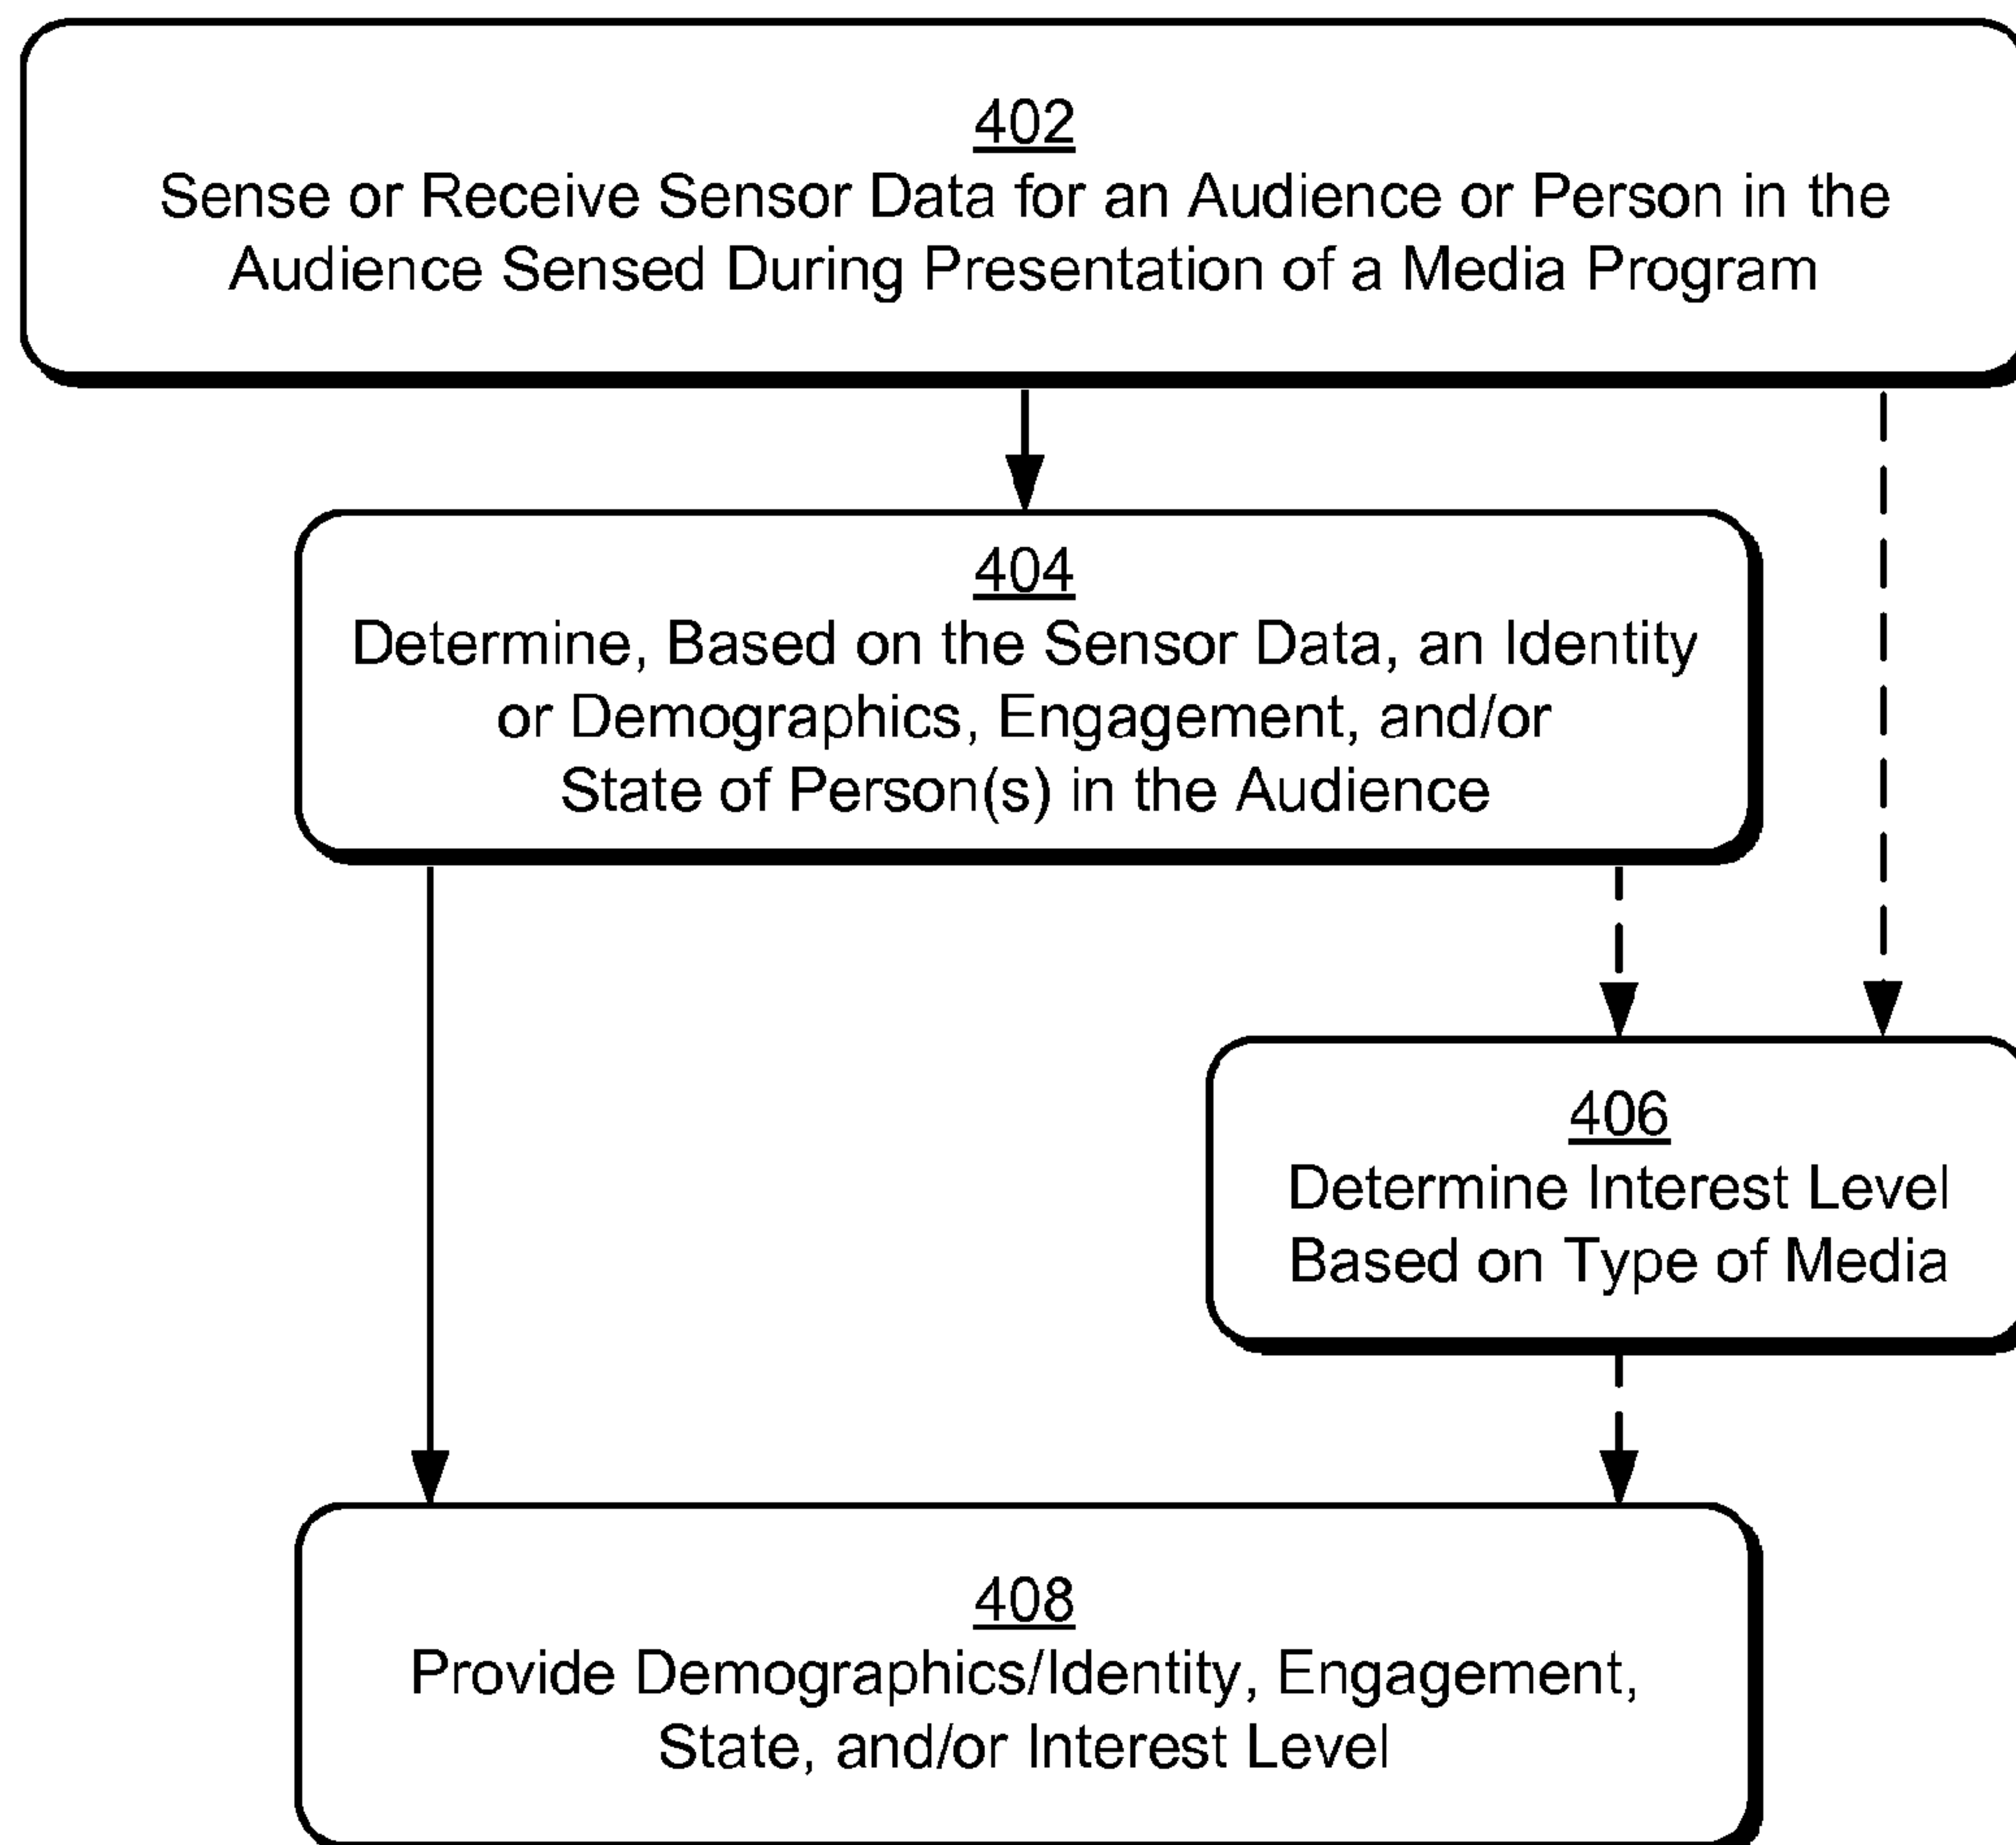 402
Sense or Receive Sensor Data for an Audience or Person in the
Audience Sensed During Presentation of a Media Program
404
Determine, Based on the Sensor Data, an Identity
or Demographics, Engagement, and/or
State of Person(s) in the Audience
406
Determine Interest Level
Based on Type of Media
408
Provide Demographics/Identity, Engagement,
State, and/or Interest Level